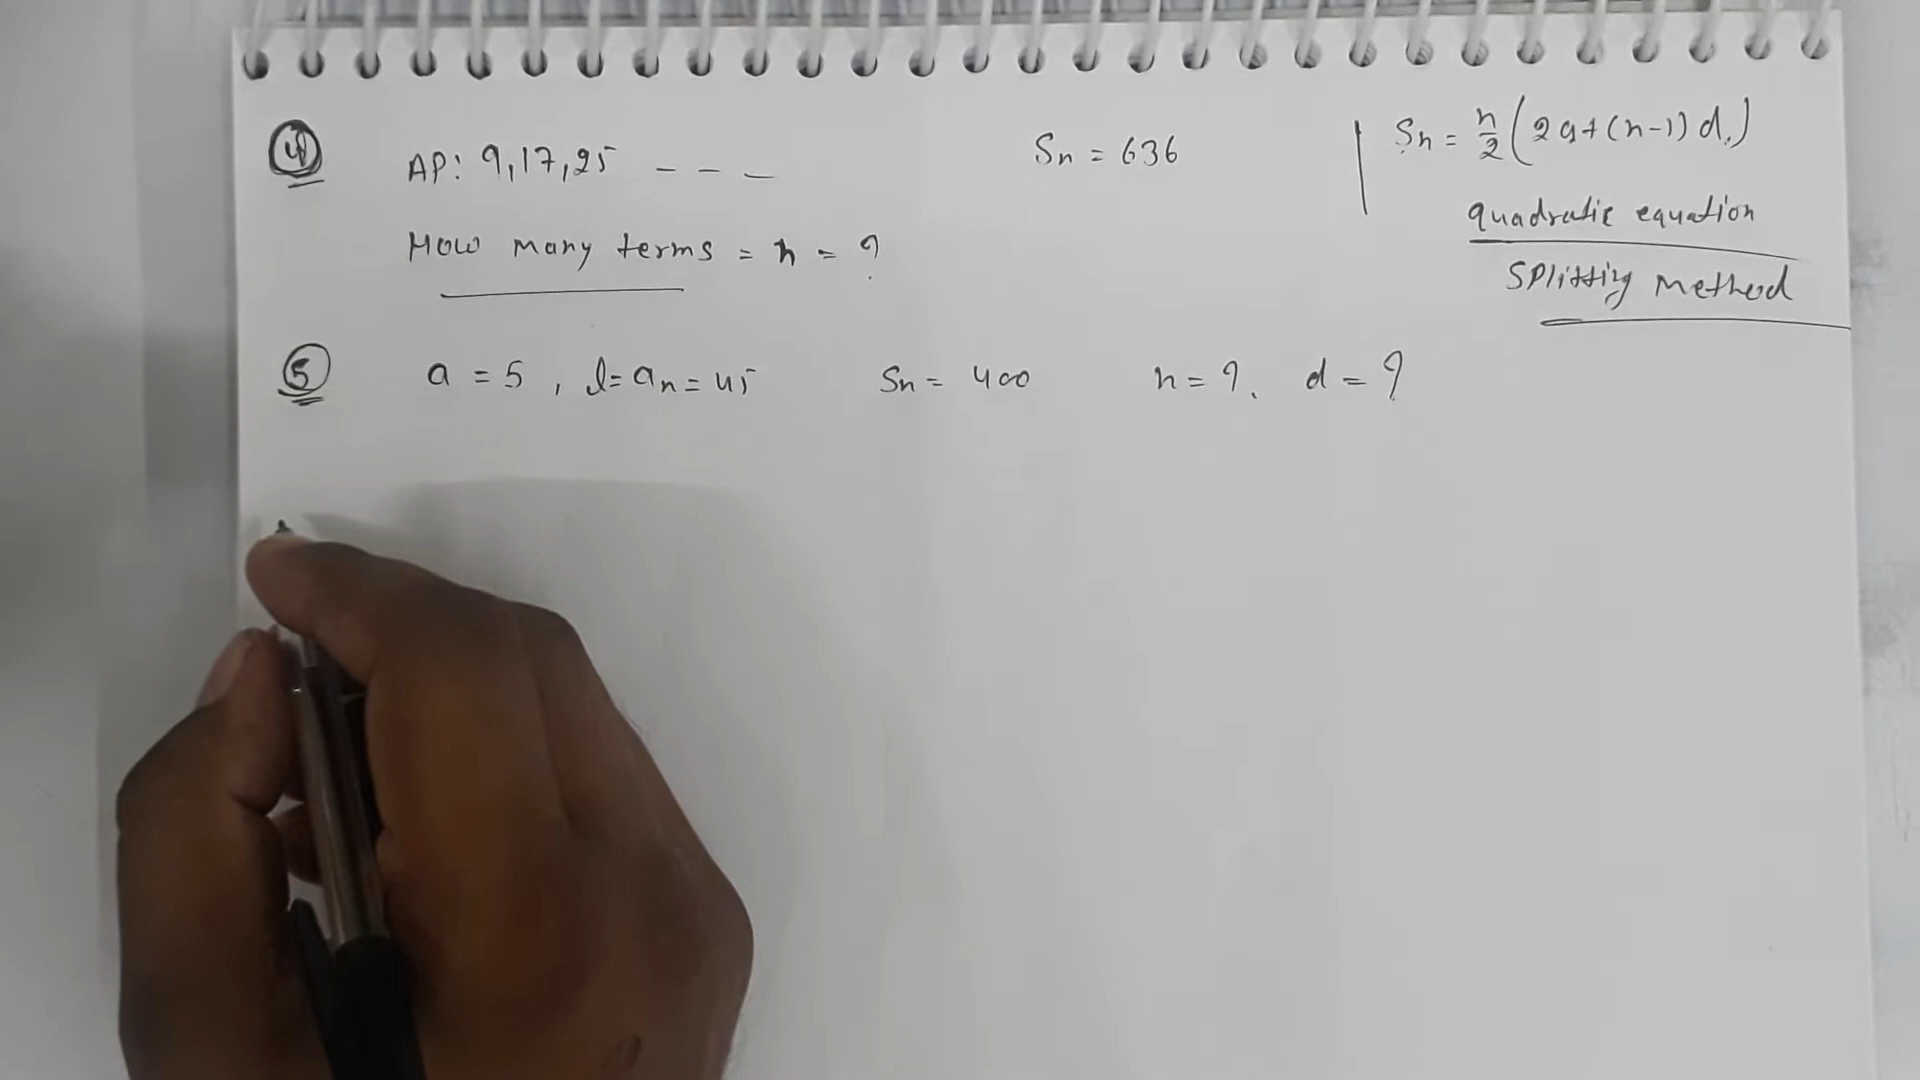 4 AP: 9, 17, 25 _ _ _ Sn = 636
Sn = n/2 (2a+(n-1)d)
quadratic equation
How many terms = n = ?
Splitting Method
5 a = 5, l = an = 45 Sn = 400 n = ?. d = ?